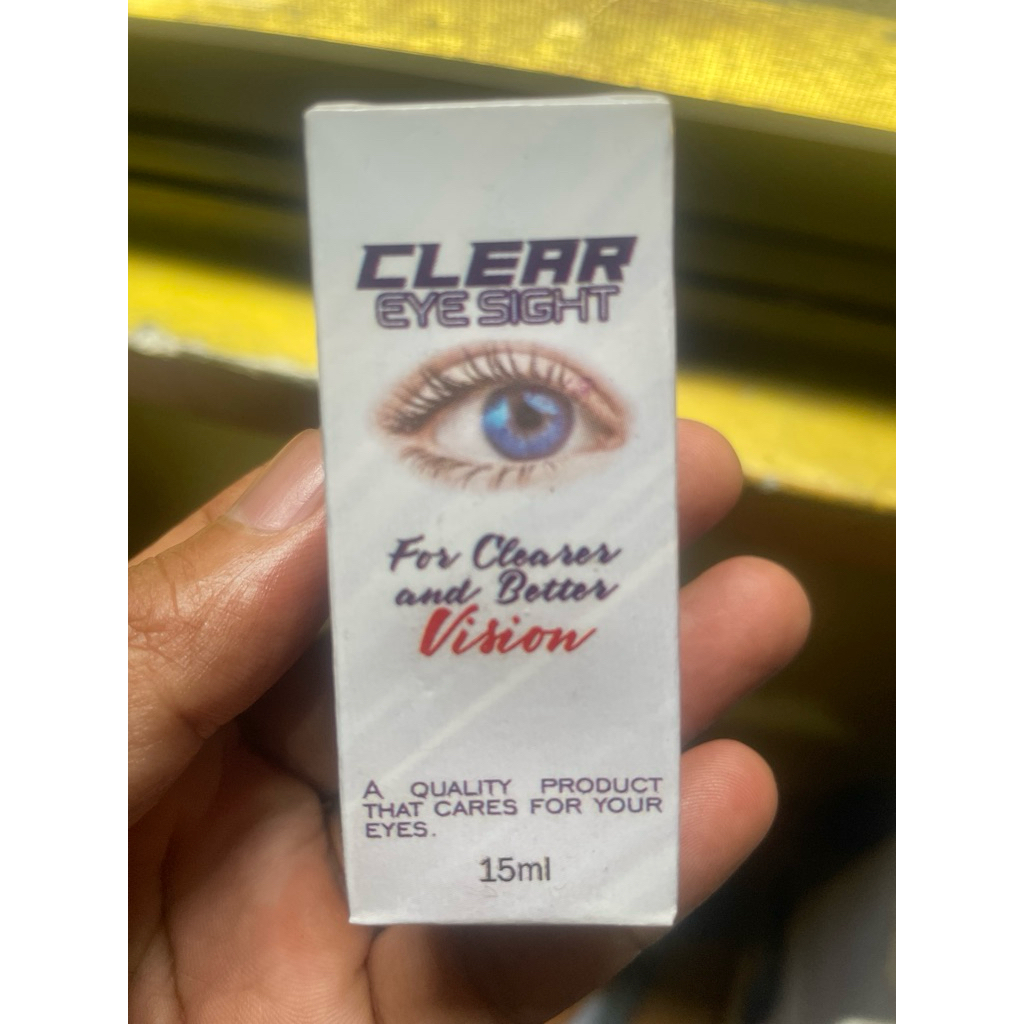 CLEAR
EYE SIGHT
For Clearer
and Better
Vision
A QUALITY PRODUCT
THAT CARES FOR YOUR
EYES.
15ml